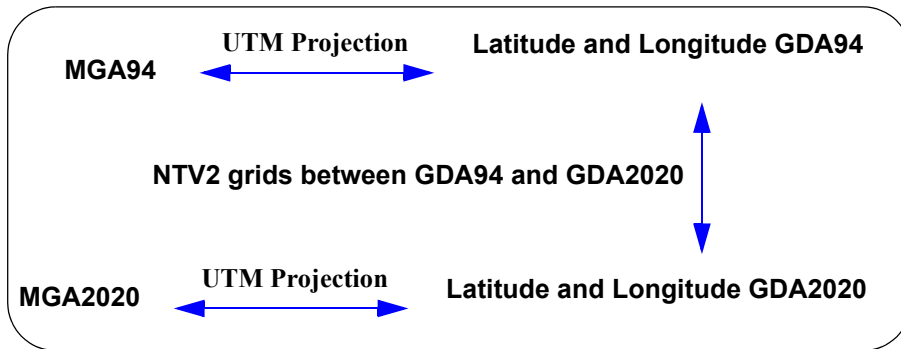 UTM Projection
Latitude and Longitude GDA94
MGA94
NTV2 grids between GDA94 and GDA2020
UTM Projection
Latitude and Longitude GDA2020
MGA2020